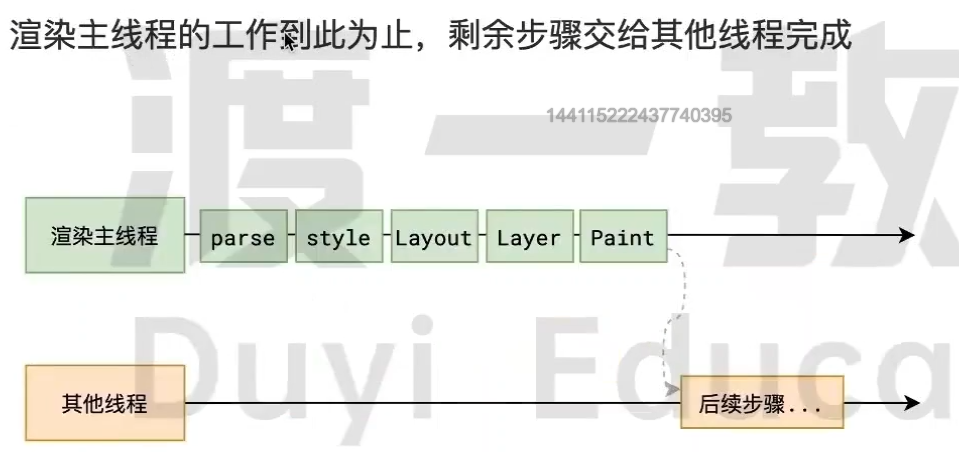 渲染主线程的工作到此为止，剩余步骤交给其他线程完成
144115222437740395
渡一教
渲染主线程 parse style Layout Layer Paint
Duyi Educa
其他线程 后续步骤...